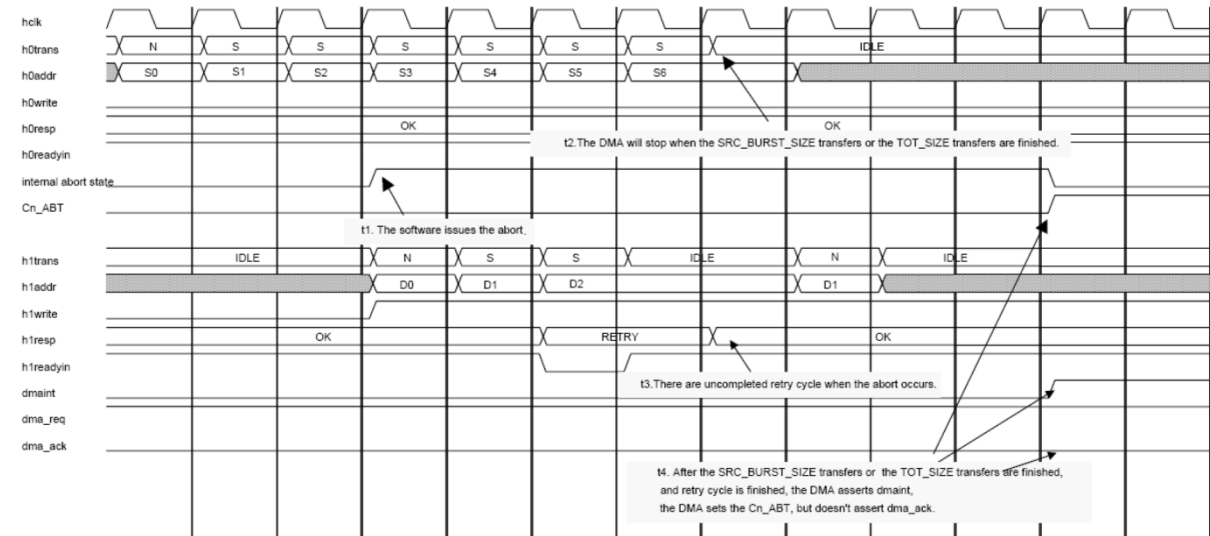 hclk
h0trans N S S S S S S IDLE
h0addr S0 S1 S2 S3 S4 S5 S6
h0write
h0resp OK OK
t2.The DMA will stop when the SRC_BURST_SIZE transfers or the TOT_SIZE transfers are finished.
h0readyin
internal abort state
Cn_ABT
t1. The software issues the abort.
h1trans IDLE N S S IDLE N IDLE
h1addr D0 D1 D2 D1
h1write
h1resp OK RETRY OK
h1readyin
t3.There are uncompleted retry cycle when the abort occurs.
dmaint
dma_req
dma_ack
t4. After the SRC_BURST_SIZE transfers or the TOT_SIZE transfers are finished,
and retry cycle is finished, the DMA asserts dmaint,
the DMA sets the Cn_ABT, but doesn't assert dma_ack.